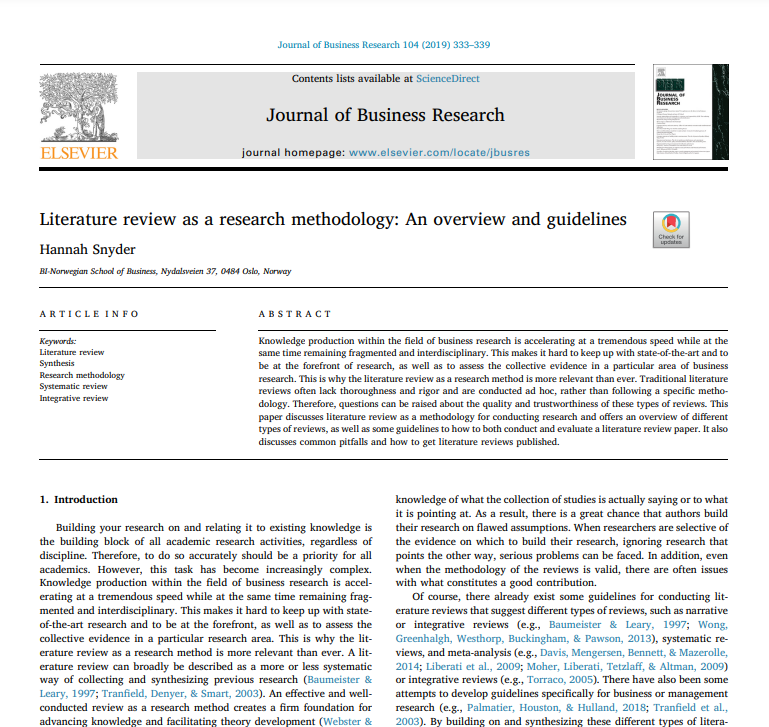 Journal of Business Research 104 (2019) 333–339
Contents lists available at ScienceDirect
Journal of Business Research
journal homepage: www.elsevier.com/locate/jbusres
ELSEVIER
JOURNAL OF
BUSINESS
RESEARCH
Literature review as a research methodology: An overview and guidelines
Check for
updates
Hannah Snyder
BI-Norwegian School of Business, Nydalsveien 37, 0484 Oslo, Norway
ARTICLE INFO
Keywords:
Literature review
Synthesis
Research methodology
Systematic review
Integrative review
ABSTRACT
Knowledge production within the field of business research is accelerating at a tremendous speed while at the
same time remaining fragmented and interdisciplinary. This makes it hard to keep up with state-of-the-art and to
be at the forefront of research, as well as to assess the collective evidence in a particular area of business
research. This is why the literature review as a research method is more relevant than ever. Traditional literature
reviews often lack thoroughness and rigor and are conducted ad hoc, rather than following a specific metho-
dology. Therefore, questions can be raised about the quality and trustworthiness of these types of reviews. This
paper discusses literature review as a methodology for conducting research and offers an overview of different
types of reviews, as well as some guidelines to how to both conduct and evaluate a literature review paper. It also
discusses common pitfalls and how to get literature reviews published.
1. Introduction
Building your research on and relating it to existing knowledge is
the building block of all academic research activities, regardless of
discipline. Therefore, to do so accurately should be a priority for all
academics. However, this task has become increasingly complex.
Knowledge production within the field of business research is accel-
erating at a tremendous speed while at the same time remaining frag-
mented and interdisciplinary. This makes it hard to keep up with state-
of-the-art research and to be at the forefront, as well as to assess the
collective evidence in a particular research area. This is why the lit-
erature review as a research method is more relevant than ever. A lit-
erature review can broadly be described as a more or less systematic
way of collecting and synthesizing previous research (Baumeister &
Leary, 1997; Tranfield, Denyer, & Smart, 2003). An effective and well-
conducted review as a research method creates a firm foundation for
advancing knowledge and facilitating theory development (Webster &
knowledge of what the collection of studies is actually saying or to what
it is pointing at. As a result, there is a great chance that authors build
their research on flawed assumptions. When researchers are selective of
the evidence on which to build their research, ignoring research that
points the other way, serious problems can be faced. In addition, even
when the methodology of the reviews is valid, there are often issues
with what constitutes a good contribution.
Of course, there already exist some guidelines for conducting lit-
erature reviews that suggest different types of reviews, such as narrative
or integrative reviews (e.g., Baumeister & Leary, 1997; Wong,
Greenhalgh, Westhorp, Buckingham, & Pawson, 2013), systematic re-
views, and meta-analysis (e.g., Davis, Mengersen, Bennett, & Mazerolle,
2014; Liberati et al., 2009; Moher, Liberati, Tetzlaff, & Altman, 2009)
or integrative reviews (e.g., Torraco, 2005). There have also been some
attempts to develop guidelines specifically for business or management
research (e.g., Palmatier, Houston, & Hulland, 2018; Tranfield et al.,
2003). By building on and synthesizing these different types of litera-